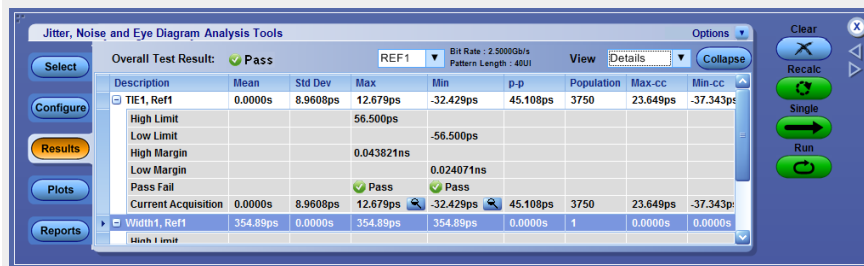 Jitter, Noise and Eye Diagram Analysis Tools Options Clear X
Select Overall Test Result: Pass REF1 Bit Rate : 2.5000Gb/s View Details Collapse
Pattern Length : 40UI
Recalc
Description Mean Std Dev Max Min p-p Population Max-cc Min-cc
TIE1, Ref1 0.0000s 8.9608ps 12.679ps -32.429ps 45.108ps 3750 23.649ps -37.343ps
Configure High Limit 56.500ps Single
Low Limit -56.500ps
Results High Margin 0.043821ns Run
Low Margin 0.024071ns
Plots Pass Fail Pass Pass
Current Acquisition 0.0000s 8.9608ps 12.679ps -32.429ps 45.108ps 3750 23.649ps -37.343p
Reports Width1, Ref1 354.89ps 0.0000s 354.89ps 354.89ps 0.0000s 1 0.0000s 0.0000s
High Limit